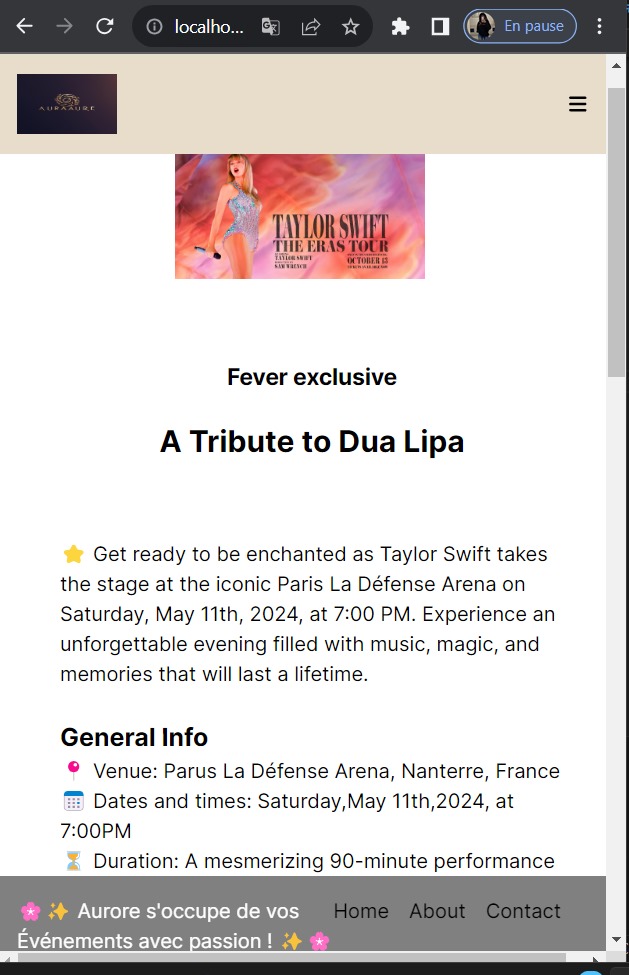 localho...
En pause
AURAAURE
TAYLOR SWIFT
THE ERAS TOUR
TAYLOR SWIFT
SAM WRENCH
OCTOBER 13
Fever exclusive
A Tribute to Dua Lipa
⭐ Get ready to be enchanted as Taylor Swift takes
the stage at the iconic Paris La Défense Arena on
Saturday, May 11th, 2024, at 7:00 PM. Experience an
unforgettable evening filled with music, magic, and
memories that will last a lifetime.
General Info
📍 Venue: Parus La Défense Arena, Nanterre, France
📅 Dates and times: Saturday,May 11th,2024, at
7:00PM
⏳ Duration: A mesmerizing 90-minute performance
🌸✨ Aurore s'occupe de vos
Événements avec passion ! ✨🌸
Home About Contact